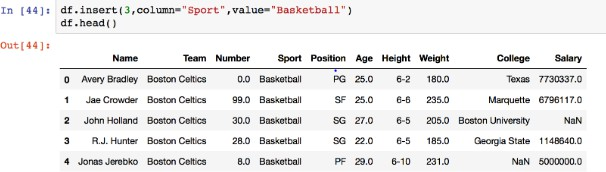 In [44]: df.insert(3,column="Sport",value="Basketball")
df.head()
Out[44]:
Name Team Number Sport Position Age Height Weight College Salary
0 Avery Bradley Boston Celtics 0.0 Basketball PG 25.0 6-2 180.0 Texas 7730337.0
1 Jae Crowder Boston Celtics 99.0 Basketball SF 25.0 6-6 235.0 Marquette 6796117.0
2 John Holland Boston Celtics 30.0 Basketball SG 27.0 6-5 205.0 Boston University NaN
3 R.J. Hunter Boston Celtics 28.0 Basketball SG 22.0 6-5 185.0 Georgia State 1148640.0
4 Jonas Jerebko Boston Celtics 8.0 Basketball PF 29.0 6-10 231.0 NaN 5000000.0